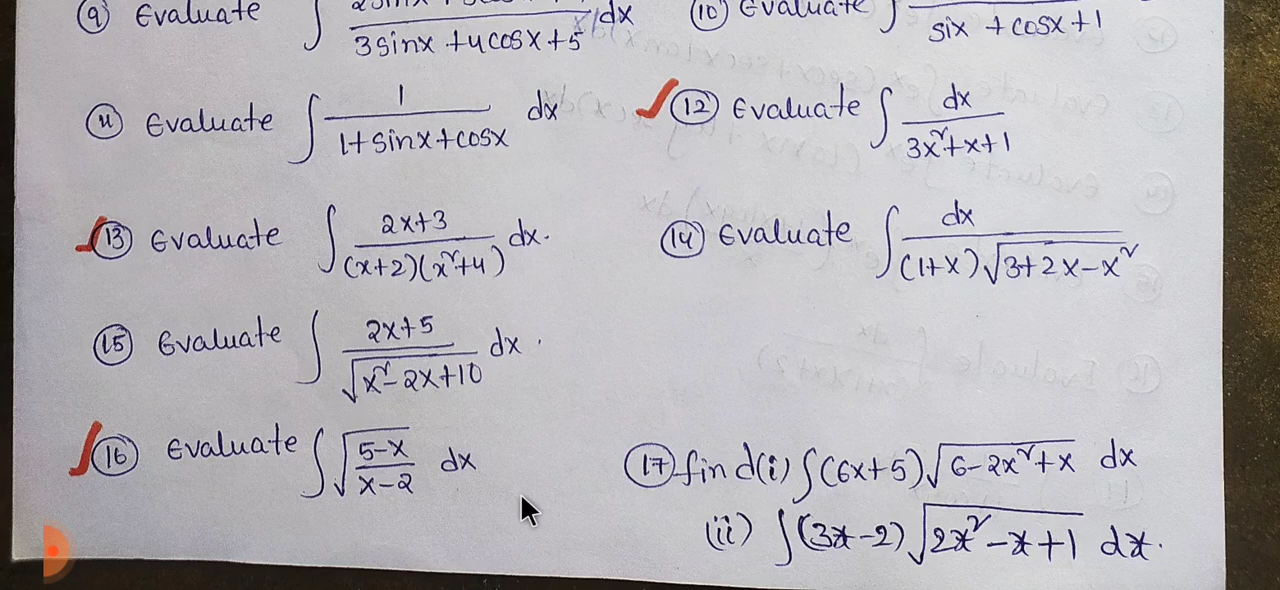 ⑨ Evaluate ∫ / 3sinx +4cosx+5 dx
⑩ Evaluate ∫ / six + cosx+1
⑪ Evaluate ∫ 1 / 1+sinx+cosx dx
⑫ Evaluate ∫ dx / 3x²+x+1
⑬ Evaluate ∫ 2x+3 / (x+2)(x²+4) dx.
⑭ Evaluate ∫ dx / (1+x)√3+2x-x²
⑮ Evaluate ∫ 2x+5 / √x²-2x+10 dx.
⑯ Evaluate ∫ √5-x / x-2 dx
⑰ find (i) ∫(6x+5)√6-2x²+x dx
(ii) ∫(3x-2)√2x²-x+1 dx.